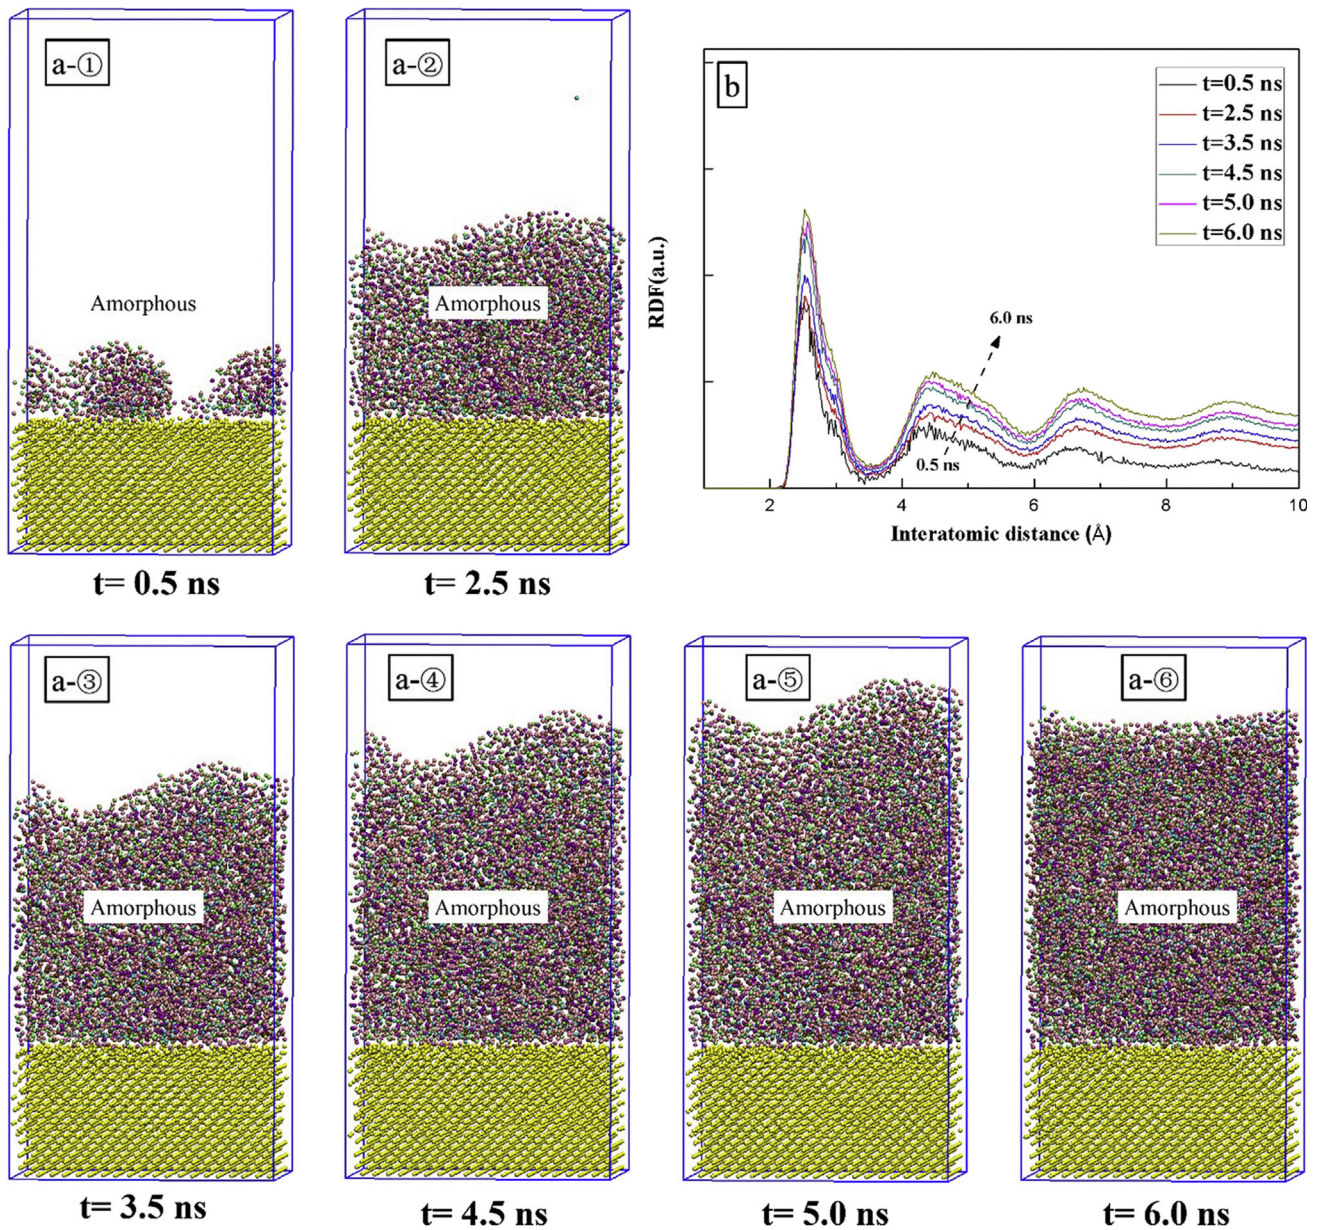 a-①
Amorphous
t= 0.5 ns
a-②
Amorphous
t= 2.5 ns
b
t=0.5 ns
t=2.5 ns
t=3.5 ns
t=4.5 ns
t=5.0 ns
t=6.0 ns
RDF(a.u.)
6.0 ns
0.5 ns
2 4 6 8 10
Interatomic distance (Å)
a-③
Amorphous
t= 3.5 ns
a-④
Amorphous
t= 4.5 ns
a-⑤
Amorphous
t= 5.0 ns
a-⑥
Amorphous
t= 6.0 ns